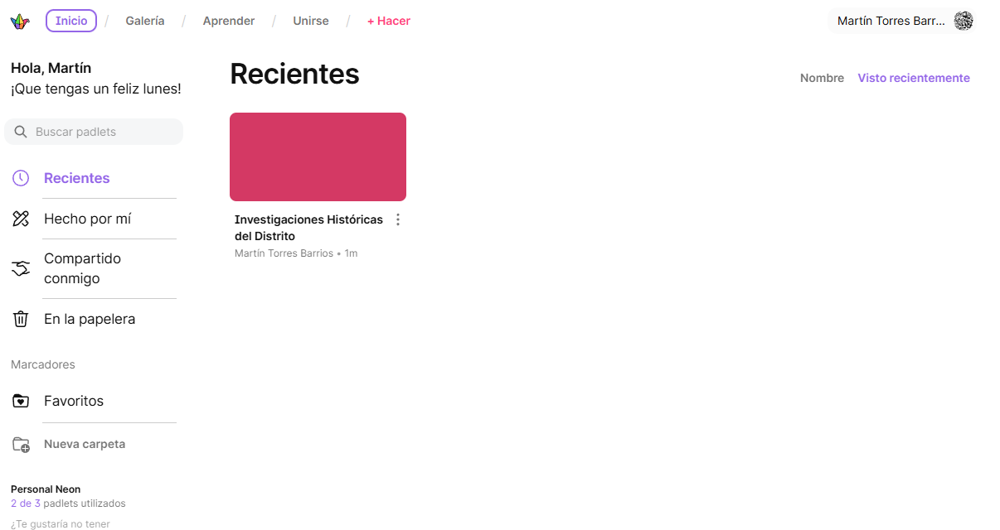 Inicio / Galería / Aprender / Unirse / + Hacer
Martín Torres Barr...
Hola, Martín
¡Que tengas un feliz lunes!
Buscar padlets
Recientes
Hecho por mí
Compartido
conmigo
En la papelera
Marcadores
Favoritos
Nueva carpeta
Personal Neon
2 de 3 padlets utilizados
¿Te gustaría no tener
Recientes
Nombre Visto recientemente
Investigaciones Históricas
del Distrito
Martín Torres Barrios • 1m